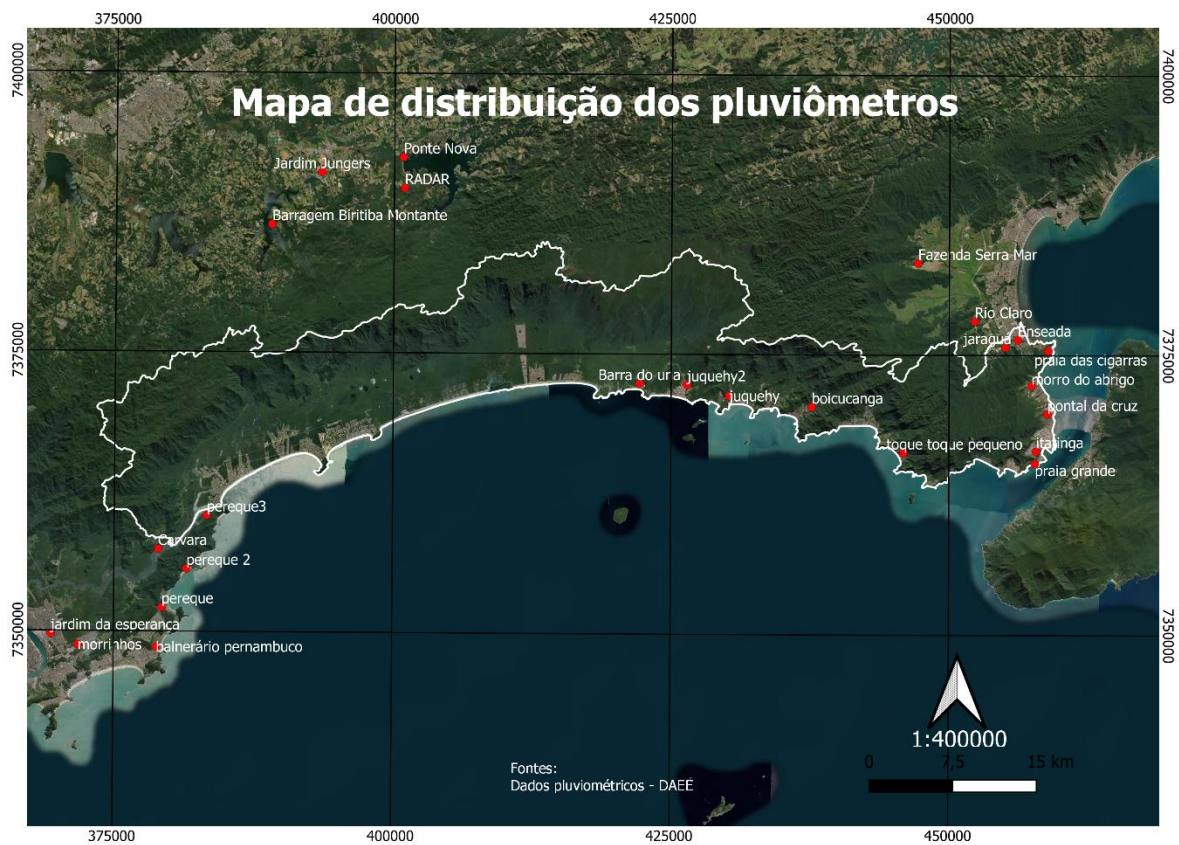 375000
400000
425000
450000
7400000
7400000
Mapa de distribuição dos pluviômetros
Ponte Nova
Jardim Jungers
RADAR
Barragem Biritiba Montante
Fazenda Serra Mar
Rio Claro
Enseada
jaragua
7375000
7375000
praia das cigarras
Barra do una
juquehy2
morro do abrigo
juquehy
boicucanga
pontal da cruz
toque toque pequeno
itatinga
praia grande
pereque3
Carvara
pereque 2
pereque
jardim da esperança
7350000
7350000
morrinhos
balnerário pernambuco
1:400000
0
7,5
15 km
Fontes:
Dados pluviométricos - DAEE
375000
400000
425000
450000